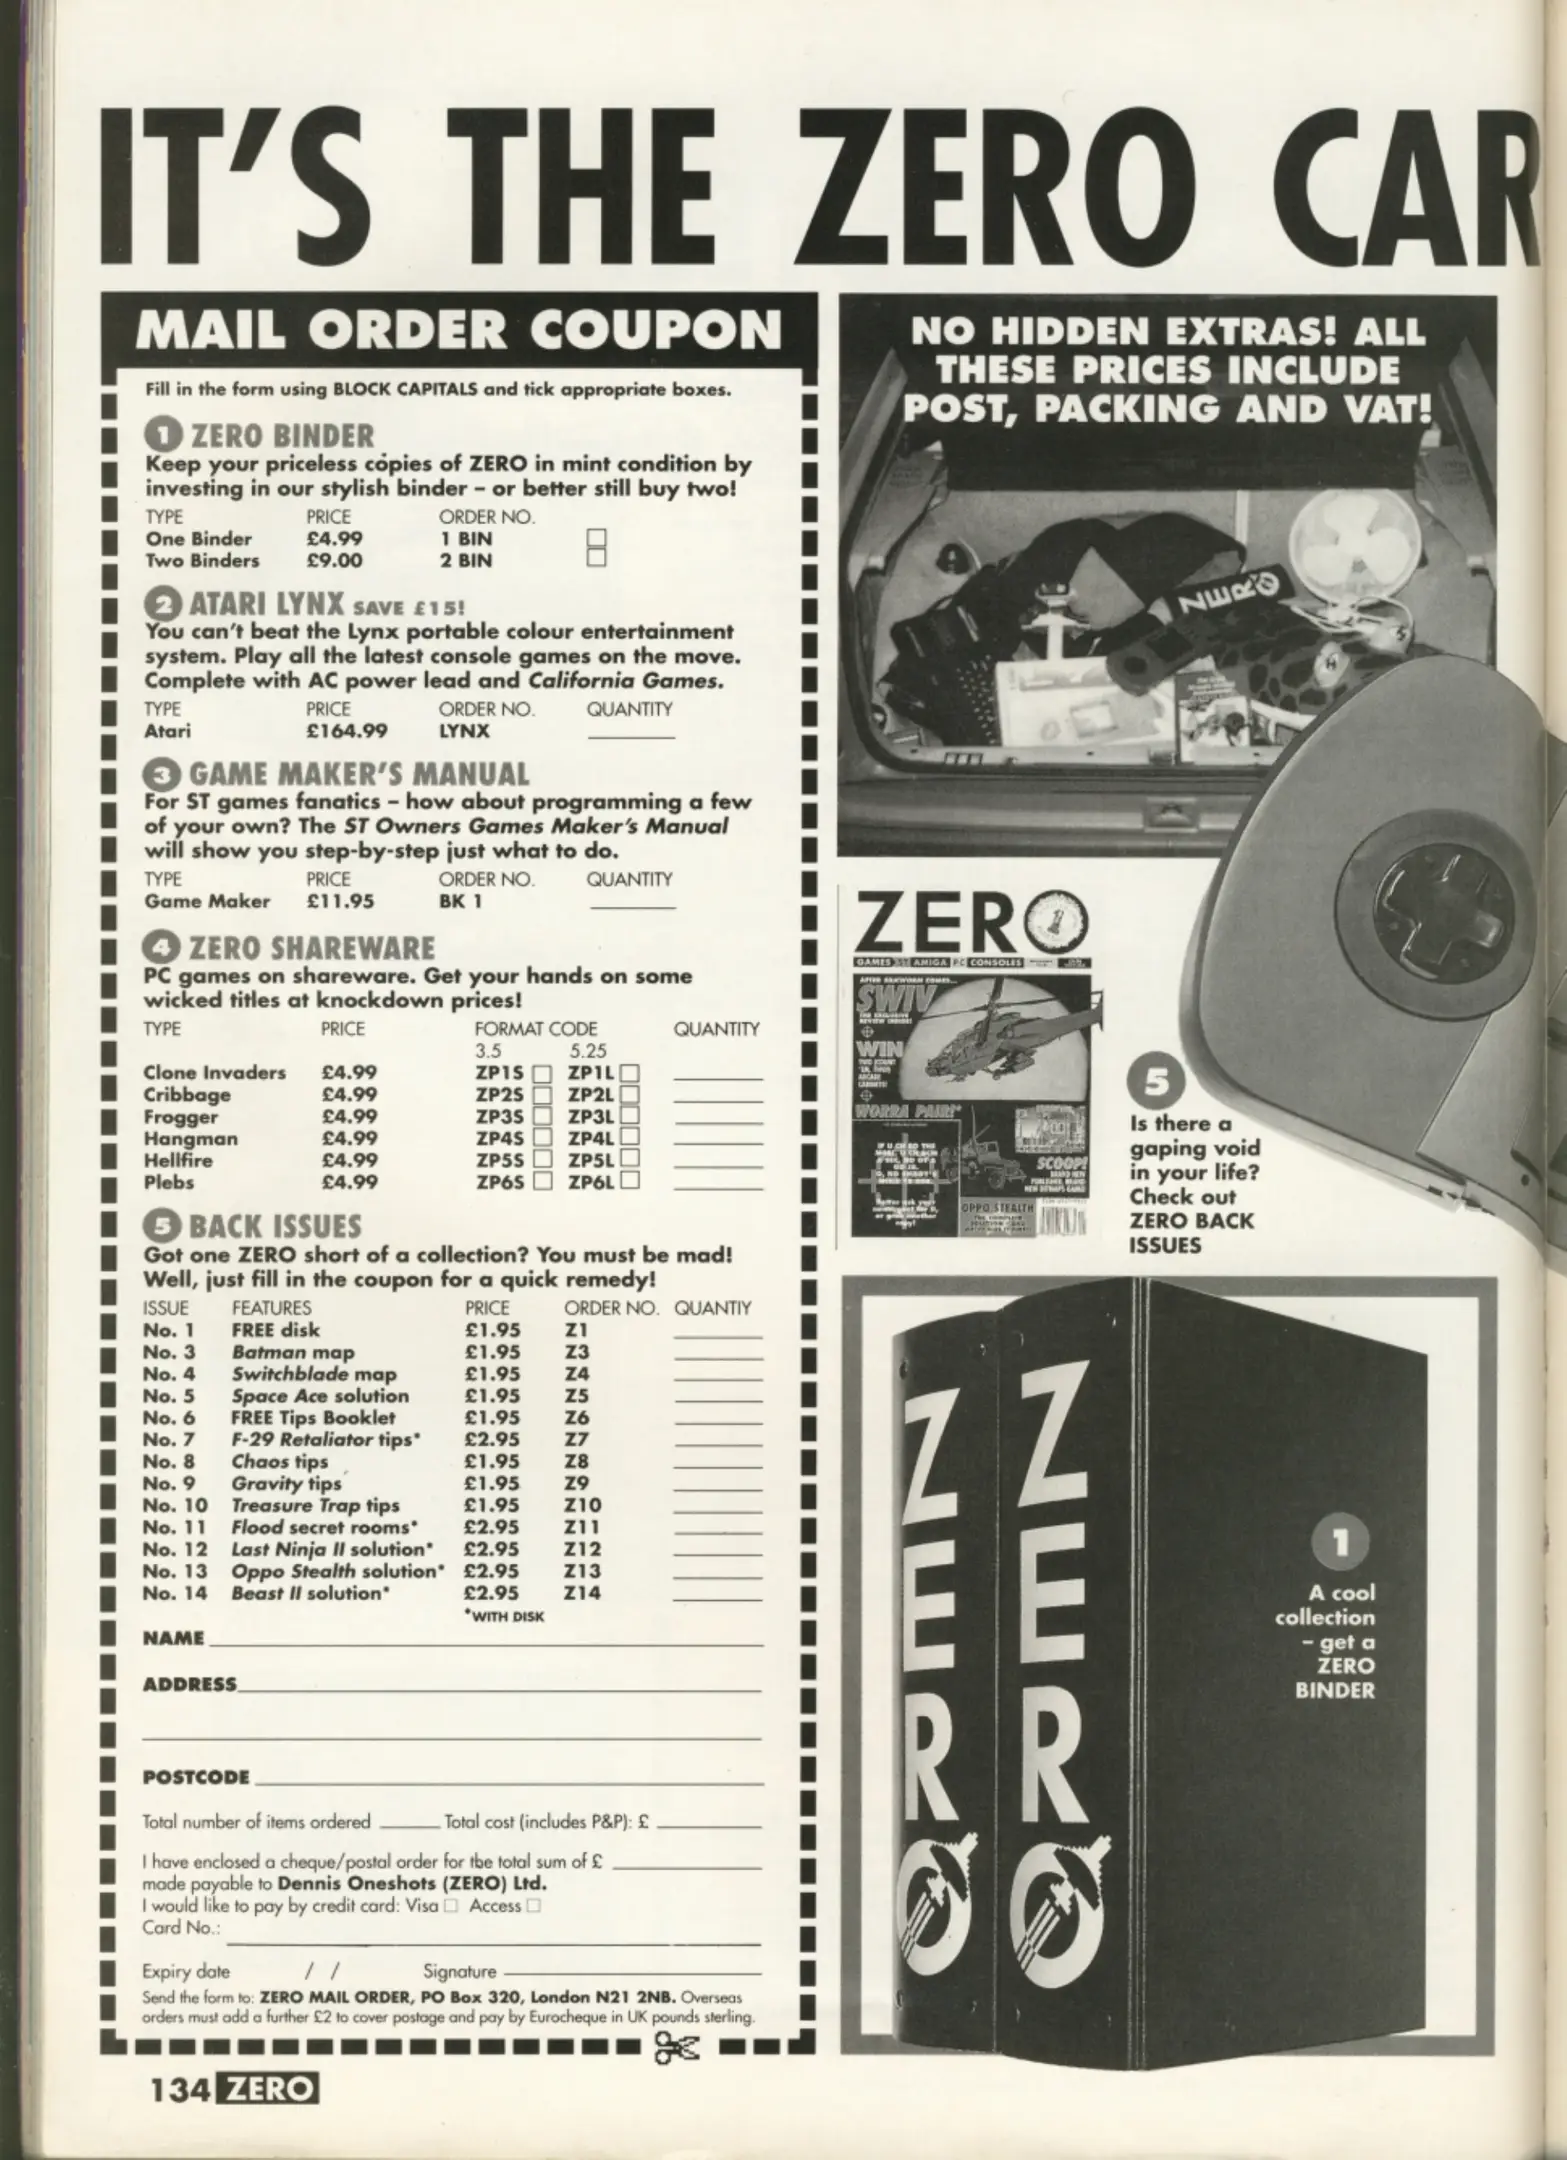 IT'S THE ZERO CAR
MAIL ORDER COUPON
Fill in the form using BLOCK CAPITALS and tick appropriate boxes.
1 ZERO BINDER
Keep your priceless copies of ZERO in mint condition by
investing in our stylish binder – or better still buy two!
TYPE PRICE ORDER NO.
One Binder £4.99 1 BIN
Two Binders £9.00 2 BIN
2 ATARI LYNX SAVE £15!
You can't beat the Lynx portable colour entertainment
system. Play all the latest console games on the move.
Complete with AC power lead and California Games.
TYPE PRICE ORDER NO. QUANTITY
Atari £164.99 LYNX
3 GAME MAKER'S MANUAL
For ST games fanatics – how about programming a few
of your own? The ST Owners Games Maker's Manual
will show you step-by-step just what to do.
TYPE PRICE ORDER NO. QUANTITY
Game Maker £11.95 BK 1
4 ZERO SHAREWARE
PC games on shareware. Get your hands on some
wicked titles at knockdown prices!
TYPE PRICE FORMAT CODE QUANTITY
3.5 5.25
Clone Invaders £4.99 ZP1S ZP1L
Cribbage £4.99 ZP2S ZP2L
Frogger £4.99 ZP3S ZP3L
Hangman £4.99 ZP4S ZP4L
Hellfire £4.99 ZP5S ZP5L
Plebs £4.99 ZP6S ZP6L
5 BACK ISSUES
Got one ZERO short of a collection? You must be mad!
Well, just fill in the coupon for a quick remedy!
ISSUE FEATURES PRICE ORDER NO. QUANTIY
No. 1 FREE disk £1.95 Z1
No. 3 Batman map £1.95 Z3
No. 4 Switchblade map £1.95 Z4
No. 5 Space Ace solution £1.95 Z5
No. 6 FREE Tips Booklet £1.95 Z6
No. 7 F-29 Retaliator tips* £2.95 Z7
No. 8 Chaos tips £1.95 Z8
No. 9 Gravity tips £1.95 Z9
No. 10 Treasure Trap tips £1.95 Z10
No. 11 Flood secret rooms* £2.95 Z11
No. 12 Last Ninja II solution* £2.95 Z12
No. 13 Oppo Stealth solution* £2.95 Z13
No. 14 Beast II solution* £2.95 Z14
*WITH DISK
NAME
ADDRESS
POSTCODE
Total number of items ordered Total cost (includes P&P): £
I have enclosed a cheque/postal order for tbe total sum of £
made payable to Dennis Oneshots (ZERO) Ltd.
I would like to pay by credit card: Visa Access
Card No.:
Expiry date / / Signature
Send the form to: ZERO MAIL ORDER, PO Box 320, London N21 2NB. Overseas
orders must add a further £2 to cover postage and pay by Eurocheque in UK pounds sterling.
134 ZERO
NO HIDDEN EXTRAS! ALL
THESE PRICES INCLUDE
POST, PACKING AND VAT!
ZERO
ZERO
GAMES ST AMIGA PC CONSOLES
SWIV
WIN
WORRA PAIR!
SCOOP!
OPPO STEALTH
5
Is there a
gaping void
in your life?
Check out
ZERO BACK
ISSUES
ZERO
ZERO
1
A cool
collection
– get a
ZERO
BINDER